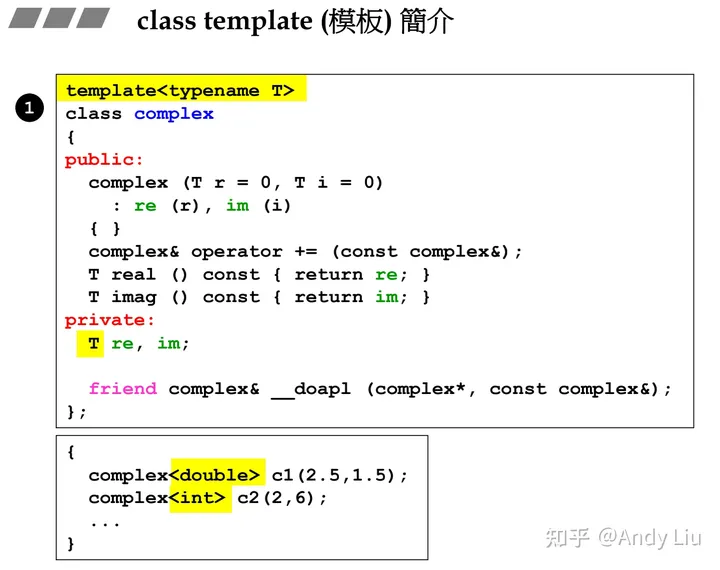 class template (模板) 簡介
1
template<typename T>
class complex
{
public:
  complex (T r = 0, T i = 0)
    : re (r), im (i)
  { }
  complex& operator += (const complex&);
  T real () const { return re; }
  T imag () const { return im; }
private:
  T re, im;

  friend complex& __doapl (complex*, const complex&);
};
{
  complex<double> c1(2.5,1.5);
  complex<int> c2(2,6);
  ...
}
知乎 @Andy Liu